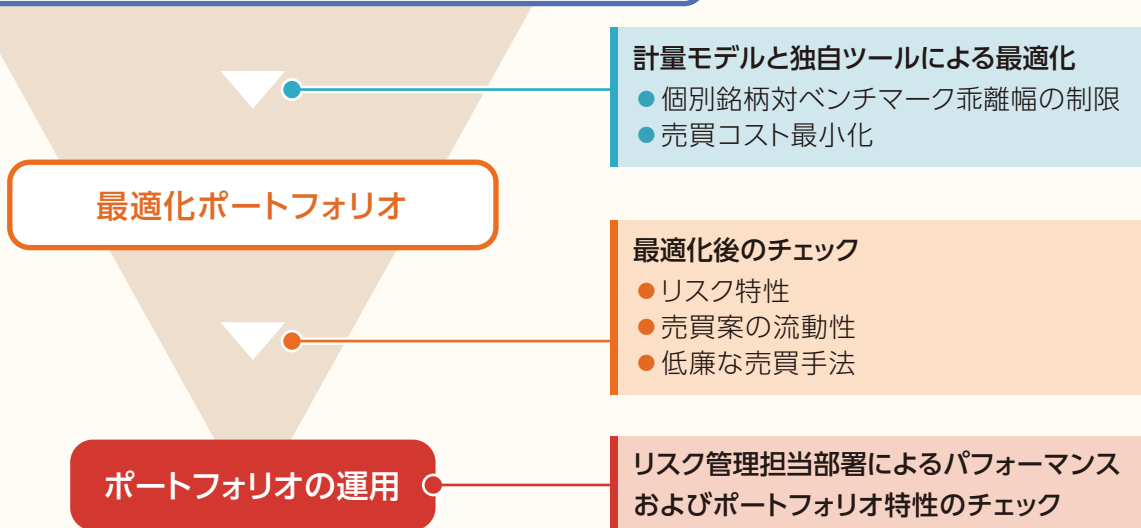 計量モデルと独自ツールによる最適化
●個別銘柄対ベンチマーク乖離幅の制限
●売買コスト最小化
最適化ポートフォリオ
最適化後のチェック
●リスク特性
●売買案の流動性
●低廉な売買手法
ポートフォリオの運用
リスク管理担当部署によるパフォーマンス
およびポートフォリオ特性のチェック